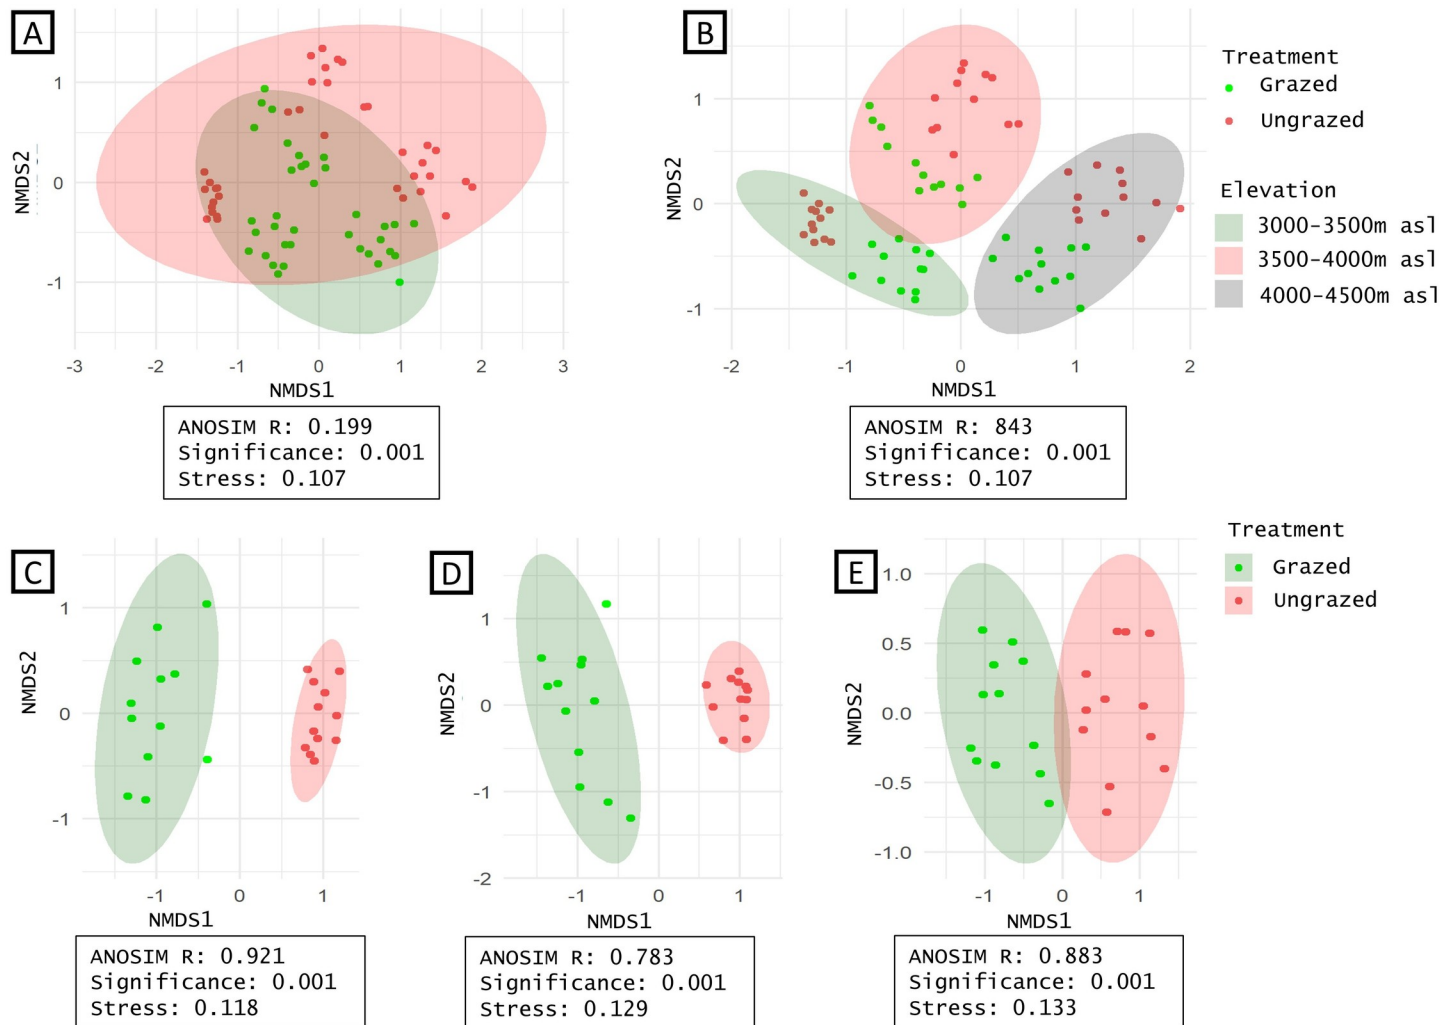 A
B
NMDS2
1
0
-1
-3
-2
-1
0
1
2
3
NMDS1
ANOSIM R: 0.199
Significance: 0.001
Stress: 0.107
NMDS2
1
0
-1
-2
-1
0
1
2
NMDS1
ANOSIM R: 843
Significance: 0.001
Stress: 0.107
Treatment
Grazed
Ungrazed
Elevation
3000-3500m asl
3500-4000m asl
4000-4500m asl
C
NMDS2
1
0
-1
-1
0
1
NMDS1
ANOSIM R: 0.921
Significance: 0.001
Stress: 0.118
D
NMDS2
1
0
-1
-2
-1
0
1
NMDS1
ANOSIM R: 0.783
Significance: 0.001
Stress: 0.129
E
NMDS2
1.0
0.5
0.0
-0.5
-1.0
-1
0
1
NMDS1
ANOSIM R: 0.883
Significance: 0.001
Stress: 0.133
Treatment
Grazed
Ungrazed